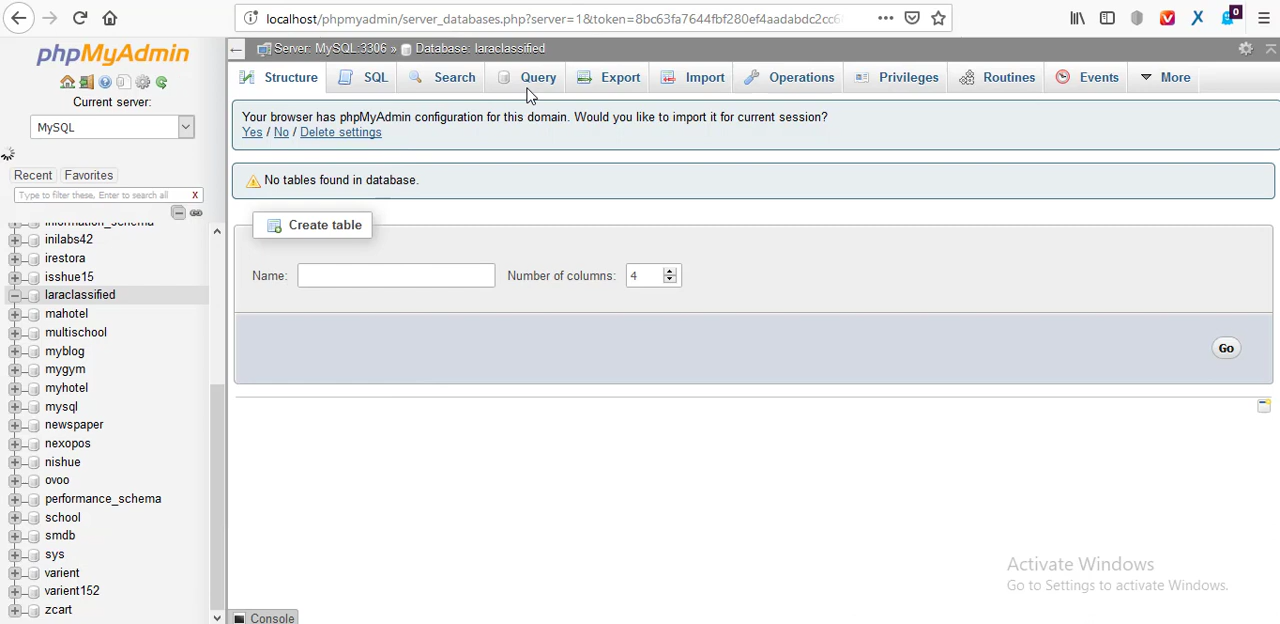 localhost/phpmyadmin/server_databases.php?server=1&token=8bc63fa7644fbf280ef4aadabdc2cc6
0
phpMyAdmin
Current server:
MySQL
Recent Favorites
Type to filter these, Enter to search all X
information_schema
inilabs42
irestora
isshue15
laraclassified
mahotel
multischool
myblog
mygym
myhotel
mysql
newspaper
nexopos
nishue
ovoo
performance_schema
school
smdb
sys
varient
varient152
zcart
Server: MySQL:3306 » Database: laraclassified
Structure SQL Search Query Export Import Operations Privileges Routines Events More
Your browser has phpMyAdmin configuration for this domain. Would you like to import it for current session?
Yes / No / Delete settings
No tables found in database.
Create table
Name: Number of columns: 4
Go
Activate Windows
Go to Settings to activate Windows.
Console